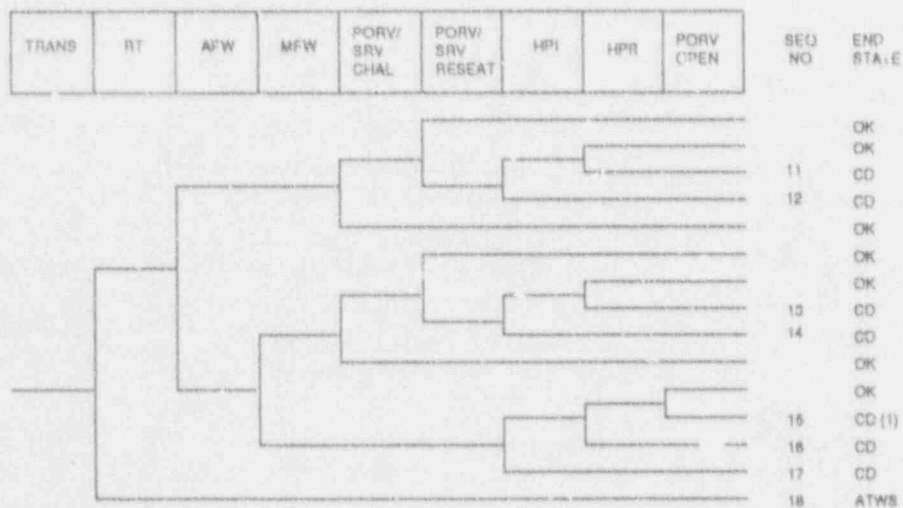 TRANS RT AFW MFW PORV/ SRV CHAL PORV/ SRV RESEAT HPI HPR PORV OPEN SEQ NO END STATE
OK
OK
11 CD
12 CD
OK
OK
OK
13 CD
14 CD
OK
OK
15 CD (1)
16 CD
17 CD
18 ATWS